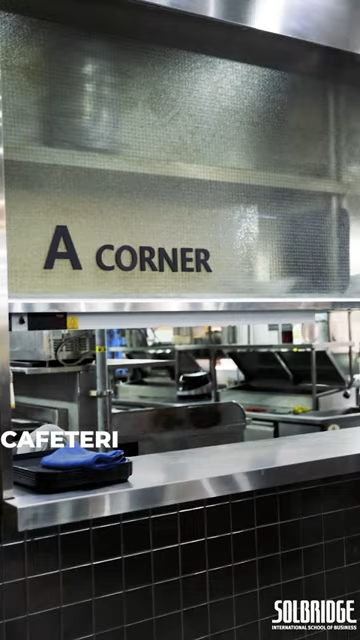 A CORNER
CAFETERI
SOLBRIDGE
INTERNATIONAL SCHOOL OF BUSINESS